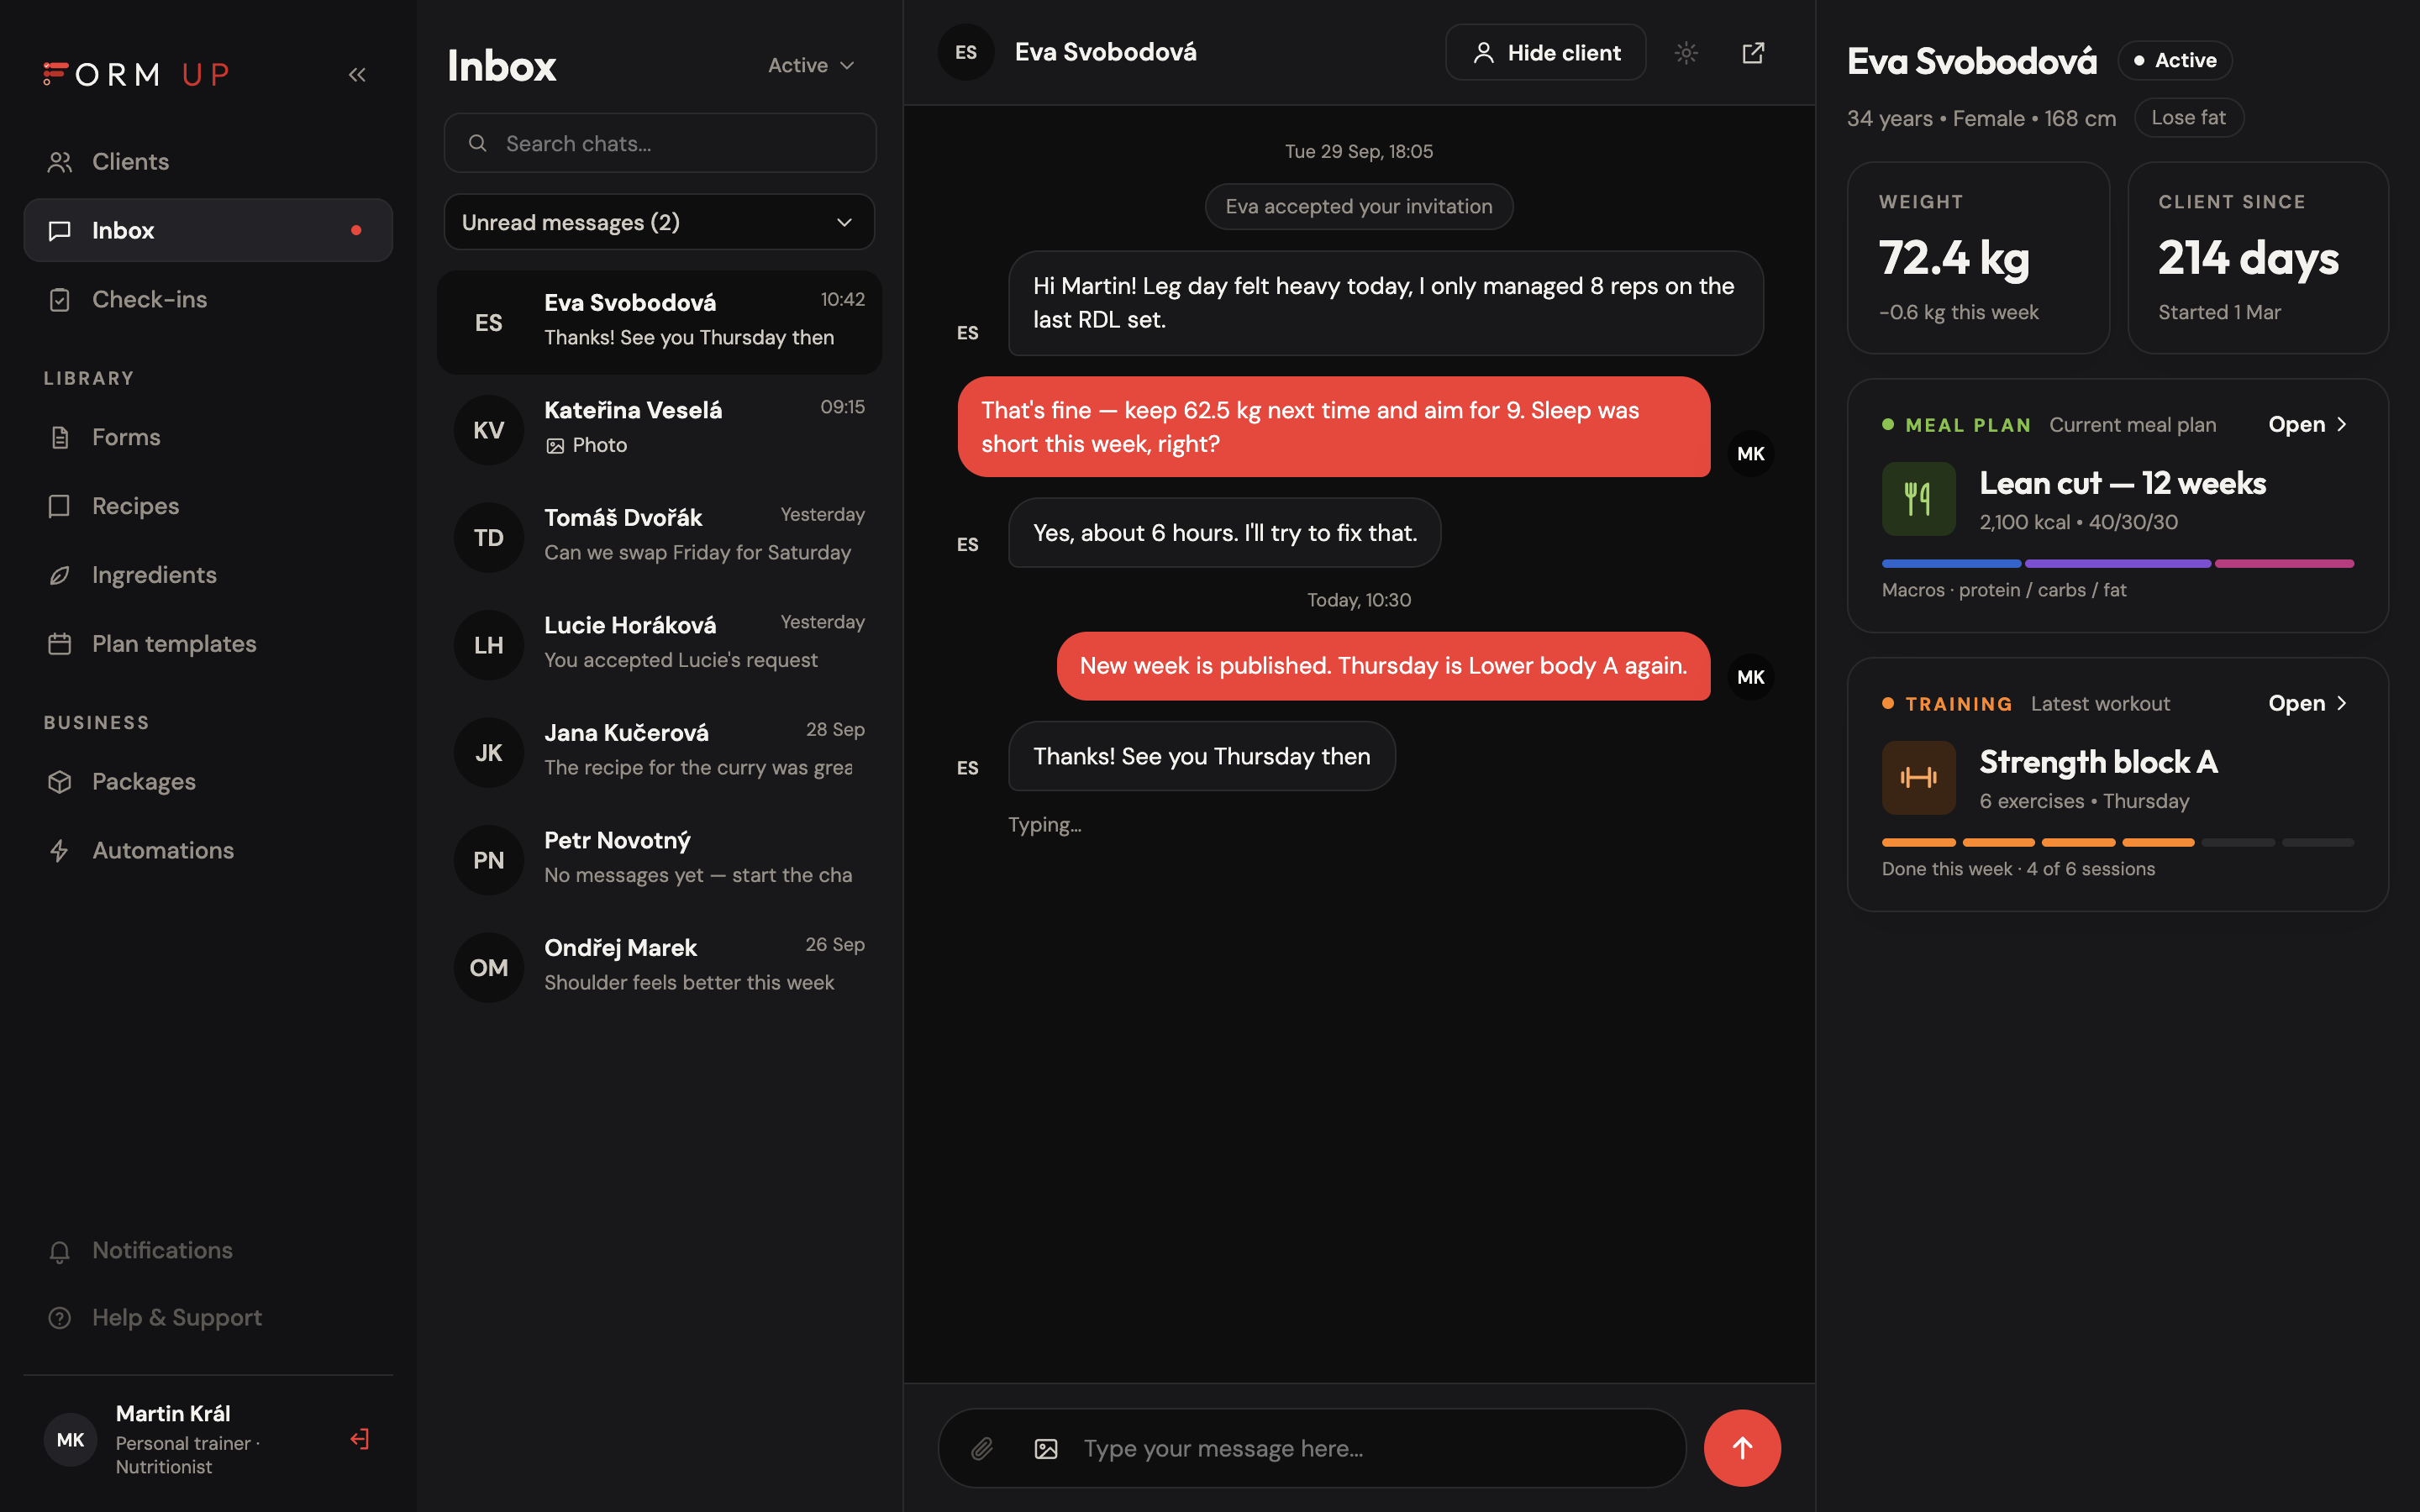 FORM UP
Clients
Inbox
Check-ins
LIBRARY
Forms
Recipes
Ingredients
Plan templates
BUSINESS
Packages
Automations
Notifications
Help & Support
MK
Martin Král
Personal trainer ·
Nutritionist
Inbox
Active
Search chats...
Unread messages (2)
ES
Eva Svobodová
10:42
Thanks! See you Thursday then
KV
Kateřina Veselá
09:15
Photo
TD
Tomáš Dvořák
Yesterday
Can we swap Friday for Saturday
LH
Lucie Horáková
Yesterday
You accepted Lucie's request
JK
Jana Kučerová
28 Sep
The recipe for the curry was grea
PN
Petr Novotný
No messages yet — start the cha
OM
Ondřej Marek
26 Sep
Shoulder feels better this week
ES
Eva Svobodová
Hide client
Tue 29 Sep, 18:05
Eva accepted your invitation
Hi Martin! Leg day felt heavy today, I only managed 8 reps on the
last RDL set.
ES
That's fine — keep 62.5 kg next time and aim for 9. Sleep was
short this week, right?
MK
Yes, about 6 hours. I'll try to fix that.
ES
Today, 10:30
New week is published. Thursday is Lower body A again.
MK
Thanks! See you Thursday then
ES
Typing...
Type your message here...
Eva Svobodová
Active
34 years • Female • 168 cm
Lose fat
WEIGHT
72.4 kg
-0.6 kg this week
CLIENT SINCE
214 days
Started 1 Mar
MEAL PLAN
Current meal plan
Open
Lean cut — 12 weeks
2,100 kcal • 40/30/30
Macros · protein / carbs / fat
TRAINING
Latest workout
Open
Strength block A
6 exercises • Thursday
Done this week · 4 of 6 sessions